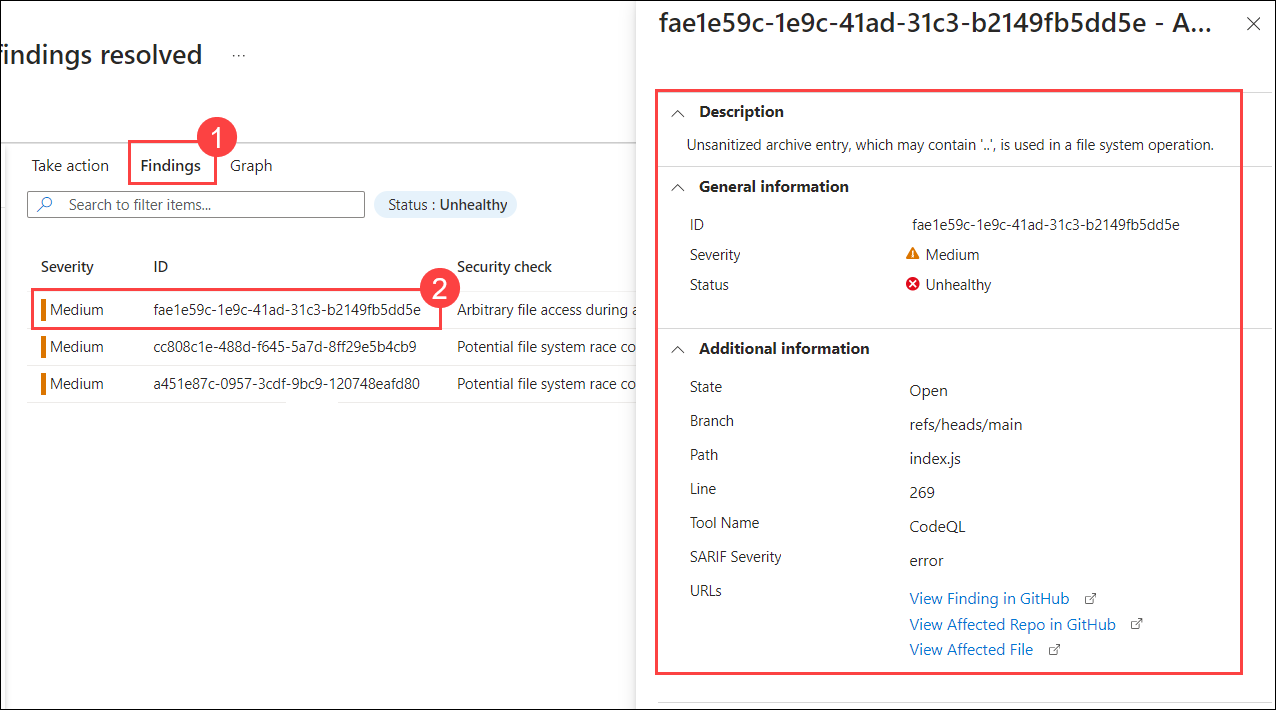 findings resolved ...
1
Take action Findings Graph
Search to filter items...
Status : Unhealthy
Severity ID Security check
2
Medium fae1e59c-1e9c-41ad-31c3-b2149fb5dd5e Arbitrary file access during a
Medium cc808c1e-488d-f645-5a7d-8ff29e5b4cb9 Potential file system race co
Medium a451e87c-0957-3cdf-9bc9-120748eafd80 Potential file system race co
fae1e59c-1e9c-41ad-31c3-b2149fb5dd5e - A...
Description
Unsanitized archive entry, which may contain '..', is used in a file system operation.
General information
ID fae1e59c-1e9c-41ad-31c3-b2149fb5dd5e
Severity Medium
Status Unhealthy
Additional information
State Open
Branch refs/heads/main
Path index.js
Line 269
Tool Name CodeQL
SARIF Severity error
URLs
View Finding in GitHub
View Affected Repo in GitHub
View Affected File